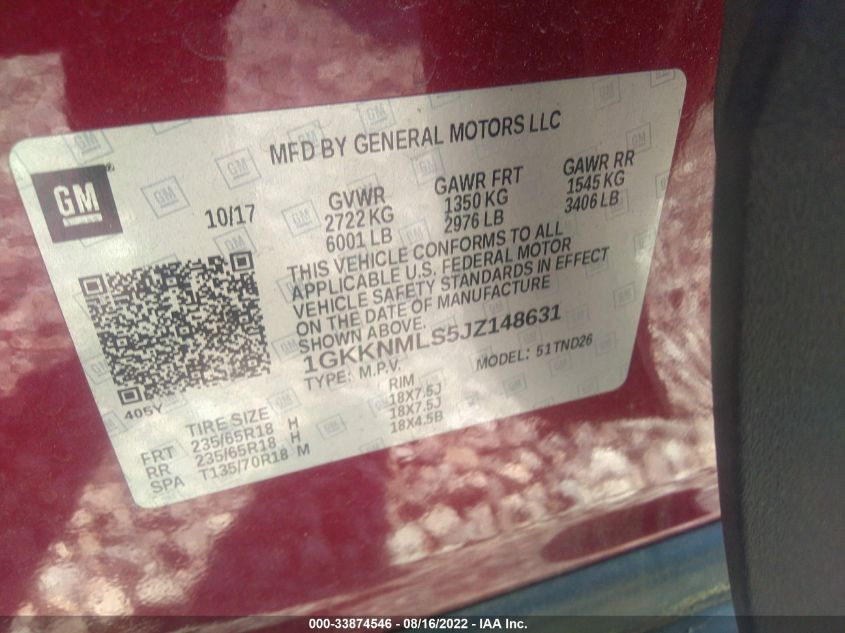 MFD BY GENERAL MOTORS LLC
GM
10/17
GVWR GAWR FRT GAWR RR
2722 KG 1350 KG 1545 KG
6001 LB 2976 LB 3406 LB
THIS VEHICLE CONFORMS TO ALL
APPLICABLE U.S. FEDERAL MOTOR
VEHICLE SAFETY STANDARDS IN EFFECT
ON THE DATE OF MANUFACTURE
SHOWN ABOVE.
1GKKNMLS5JZ148631
TYPE: M.P.V. MODEL: 51TND26
405Y
TIRE SIZE RIM
FRT 235/65R18 H 18X7.5J
RR 235/65R18 H 18X7.5J
SPA T135/70R18 M 18X4.5B
000-33874546 - 08/16/2022 - IAA Inc.